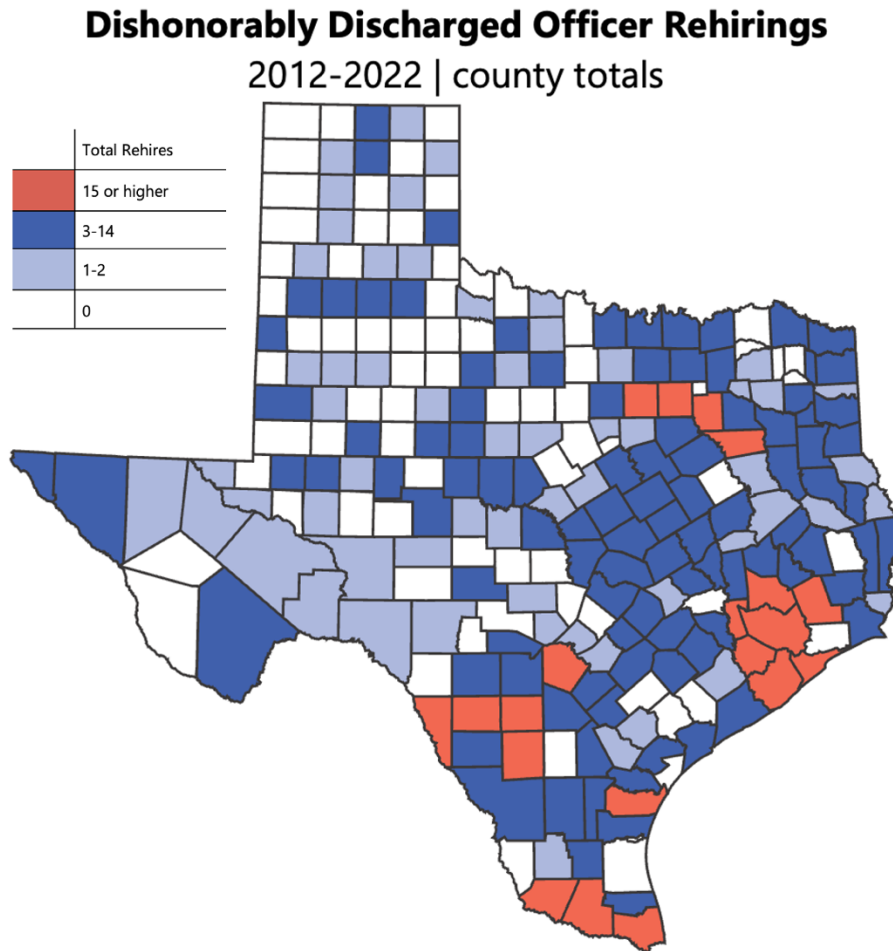 Dishonorably Discharged Officer Rehirings
2012-2022 | county totals
Total Rehires
15 or higher
3-14
1-2
0